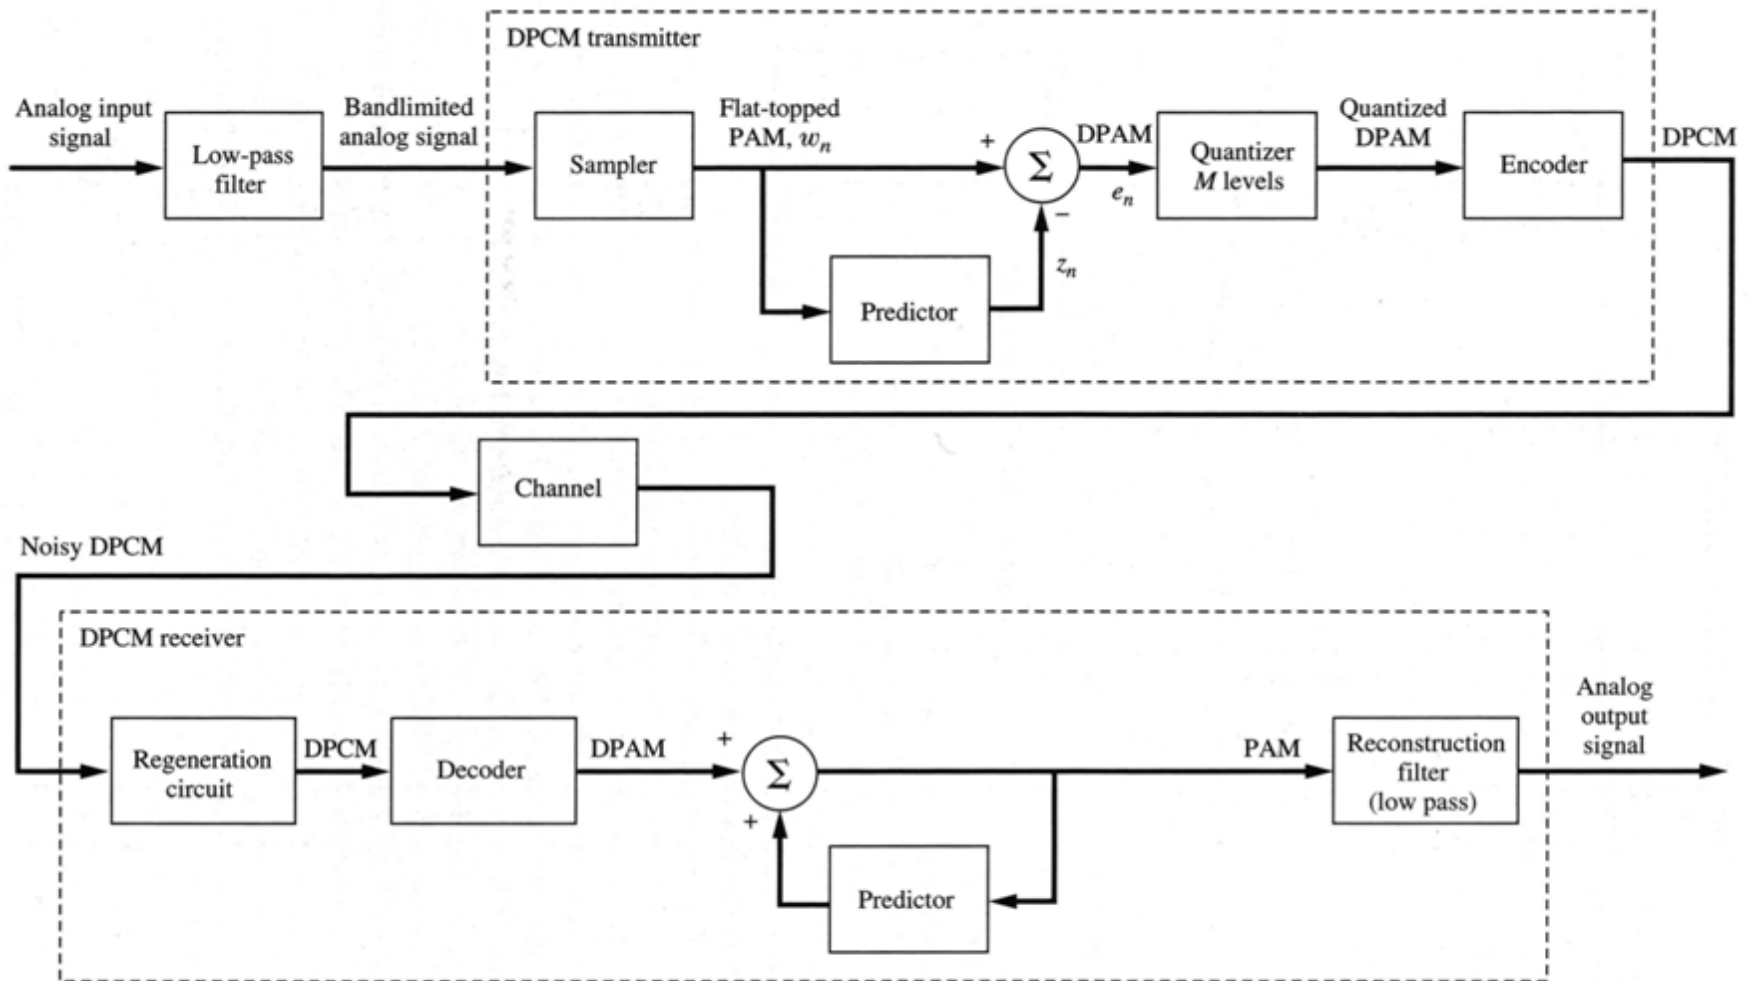 DPCM transmitter
Analog input
signal
Low-pass
filter
Bandlimited
analog signal
Sampler
Flat-topped
PAM, wₙ
+
Σ
−
DPAM
eₙ
zₙ
Predictor
Quantizer
M levels
Quantized
DPAM
Encoder
DPCM
Channel
Noisy DPCM
DPCM receiver
Regeneration
circuit
DPCM
Decoder
DPAM
+
Σ
+
Predictor
PAM
Reconstruction
filter
(low pass)
Analog
output
signal